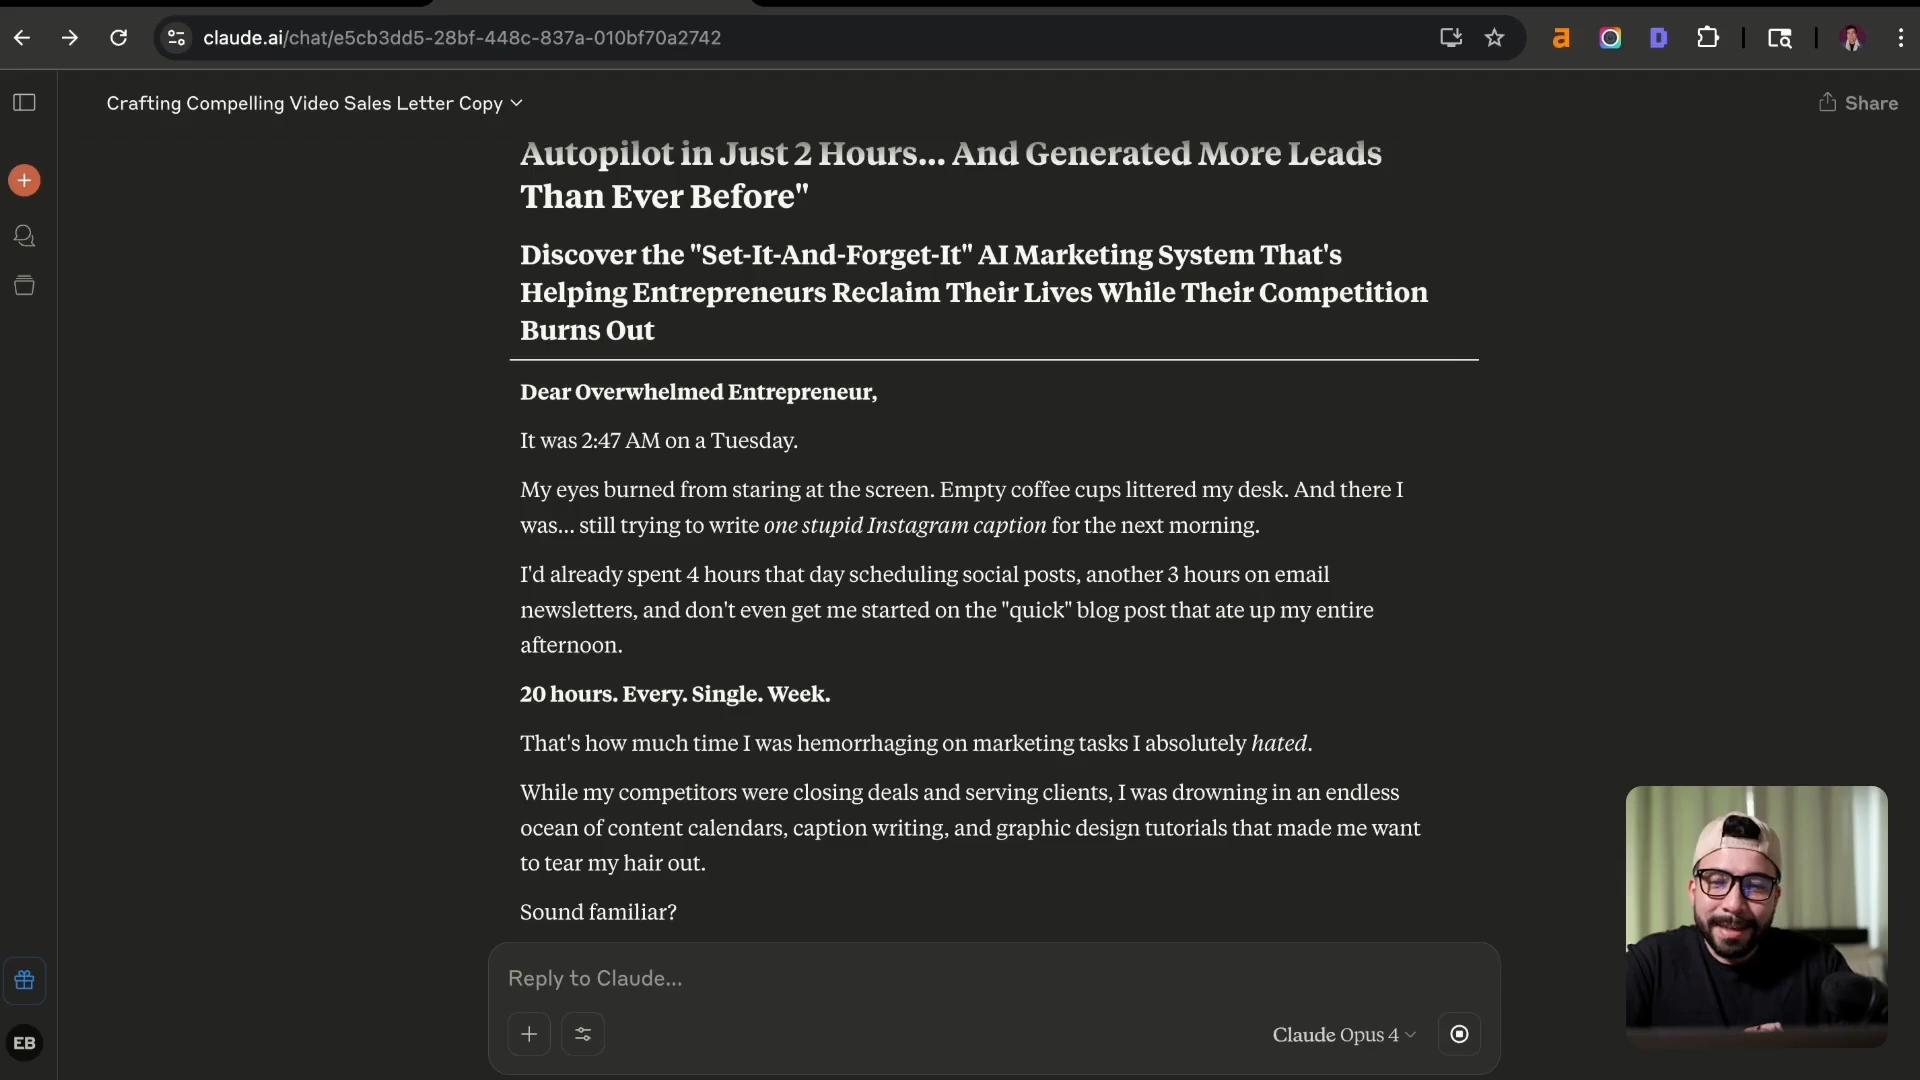 claude.ai/chat/e5cb3dd5-28bf-448c-837a-010bf70a2742
Crafting Compelling Video Sales Letter Copy
Share
Autopilot in Just 2 Hours... And Generated More Leads
Than Ever Before"
Discover the "Set-It-And-Forget-It" AI Marketing System That's
Helping Entrepreneurs Reclaim Their Lives While Their Competition
Burns Out
Dear Overwhelmed Entrepreneur,
It was 2:47 AM on a Tuesday.
My eyes burned from staring at the screen. Empty coffee cups littered my desk. And there I
was... still trying to write one stupid Instagram caption for the next morning.
I'd already spent 4 hours that day scheduling social posts, another 3 hours on email
newsletters, and don't even get me started on the "quick" blog post that ate up my entire
afternoon.
20 hours. Every. Single. Week.
That's how much time I was hemorrhaging on marketing tasks I absolutely hated.
While my competitors were closing deals and serving clients, I was drowning in an endless
ocean of content calendars, caption writing, and graphic design tutorials that made me want
to tear my hair out.
Sound familiar?
Reply to Claude...
Claude Opus 4
EB